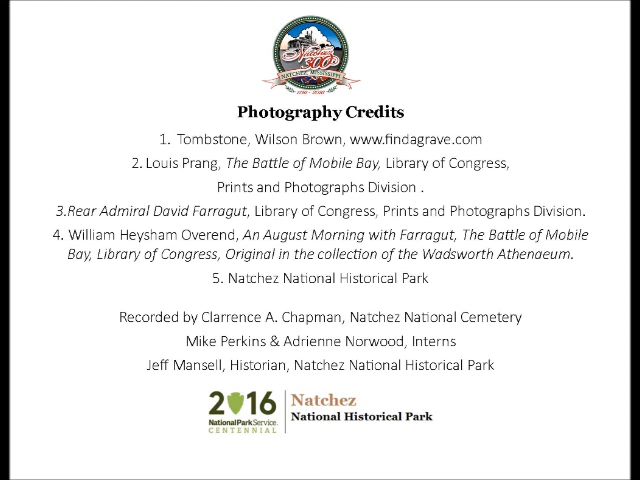 Natchez
300
NATCHEZ, MISSISSIPPI
Photography Credits
1. Tombstone, Wilson Brown, www.findagrave.com
2. Louis Prang, The Battle of Mobile Bay, Library of Congress,
Prints and Photographs Division .
3.Rear Admiral David Farragut, Library of Congress, Prints and Photographs Division.
4. William Heysham Overend, An August Morning with Farragut, The Battle of Mobile
Bay, Library of Congress, Original in the collection of the Wadsworth Athenaeum.
5. Natchez National Historical Park
Recorded by Clarrence A. Chapman, Natchez National Cemetery
Mike Perkins & Adrienne Norwood, Interns
Jeff Mansell, Historian, Natchez National Historical Park
2016
National Park Service.
CENTENNIAL
Natchez
National Historical Park